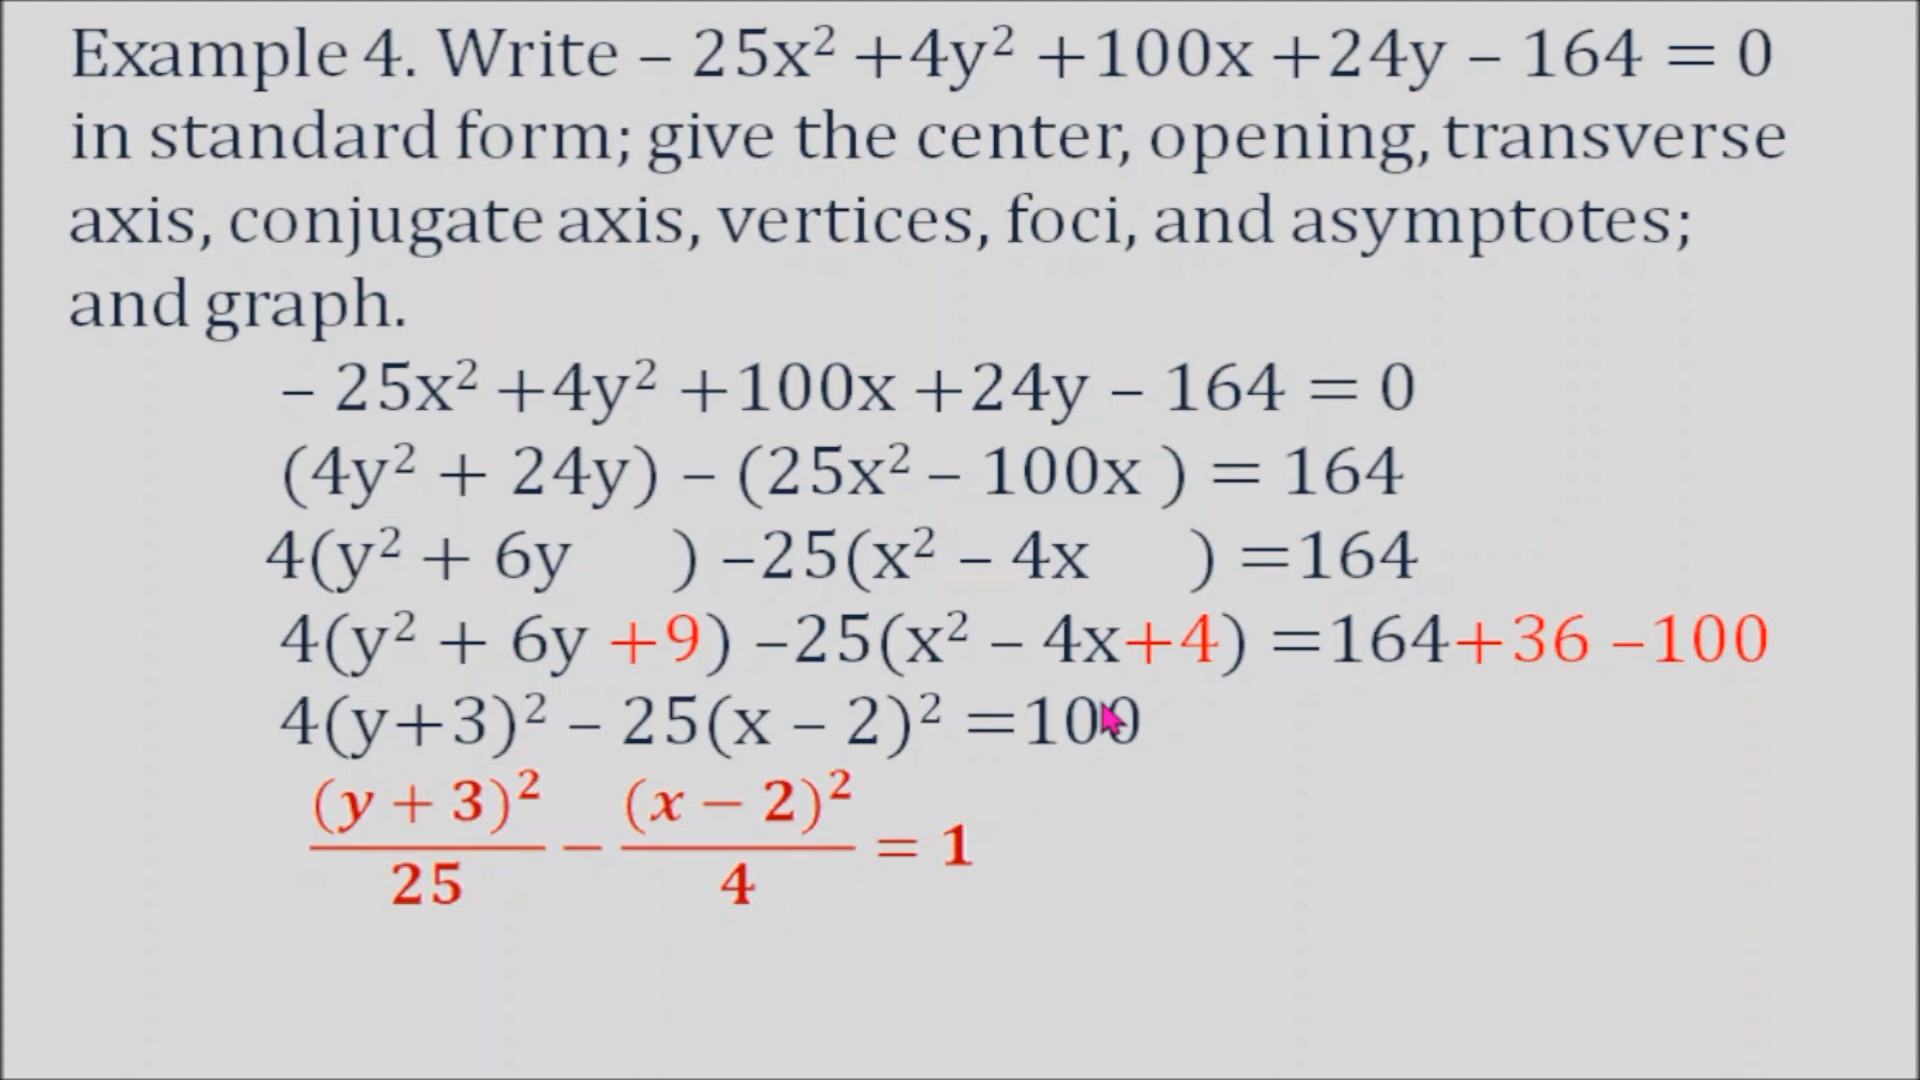 Example 4. Write – 25x² +4y² +100x +24y – 164 = 0
in standard form; give the center, opening, transverse
axis, conjugate axis, vertices, foci, and asymptotes;
and graph.
– 25x² +4y² +100x +24y – 164 = 0
(4y² + 24y) – (25x² – 100x ) = 164
4(y² + 6y ) –25(x² – 4x ) =164
4(y² + 6y +9) –25(x² – 4x+4) =164+36 –100
4(y+3)² – 25(x – 2)² =100
(y + 3)²/25 − (x − 2)²/4 = 1